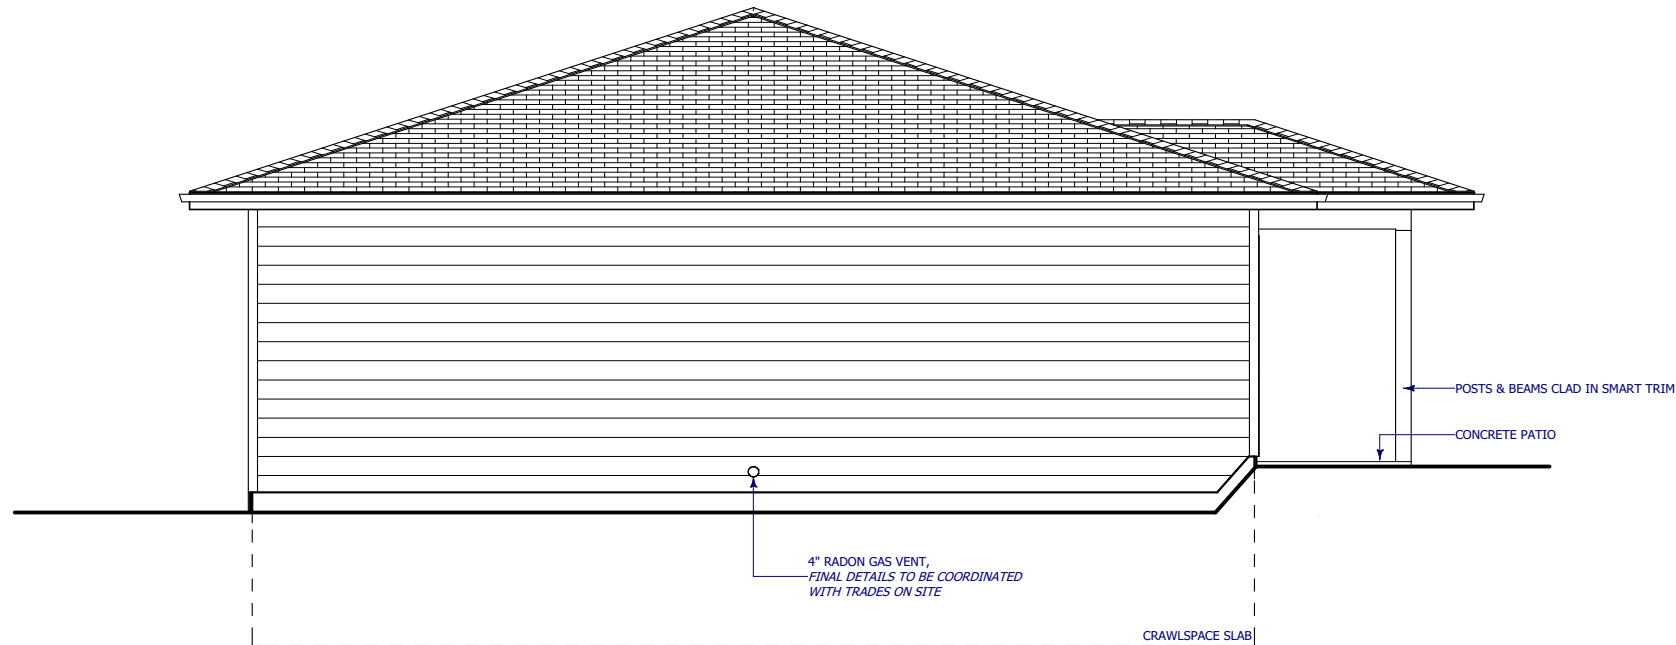 POSTS & BEAMS CLAD IN SMART TRIM
CONCRETE PATIO
4" RADON GAS VENT,
FINAL DETAILS TO BE COORDINATED
WITH TRADES ON SITE
CRAWLSPACE SLAB